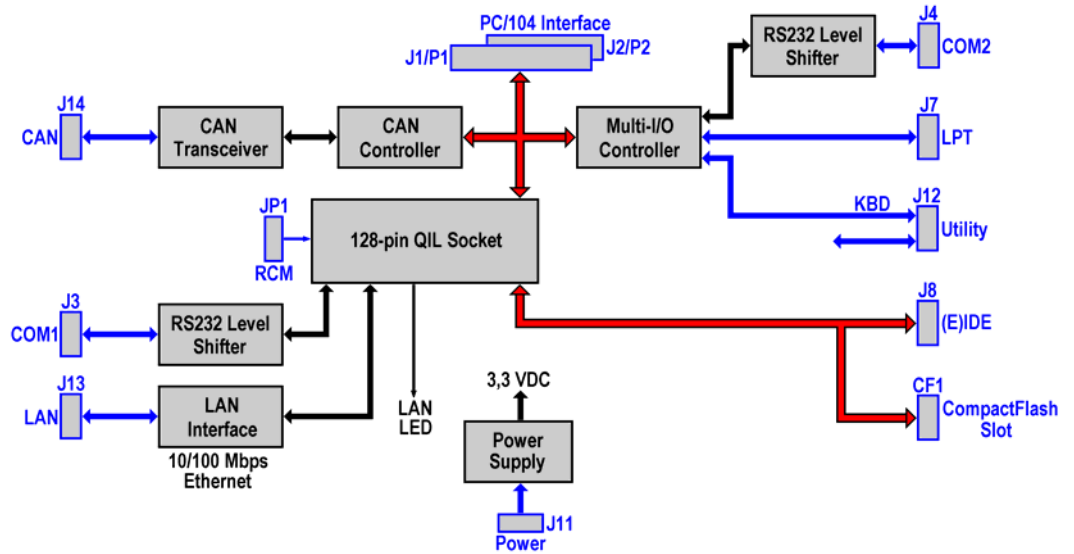 PC/104 Interface
J1/P1
J2/P2
RS232 Level
Shifter
J4
COM2
J14
CAN
CAN
Transceiver
CAN
Controller
Multi-I/O
Controller
J7
LPT
JP1
RCM
128-pin QIL Socket
KBD
J12
Utility
J3
COM1
RS232 Level
Shifter
J8
(E)IDE
J13
LAN
LAN
Interface
10/100 Mbps
Ethernet
LAN
LED
3,3 VDC
Power
Supply
J11
Power
CF1
CompactFlash
Slot